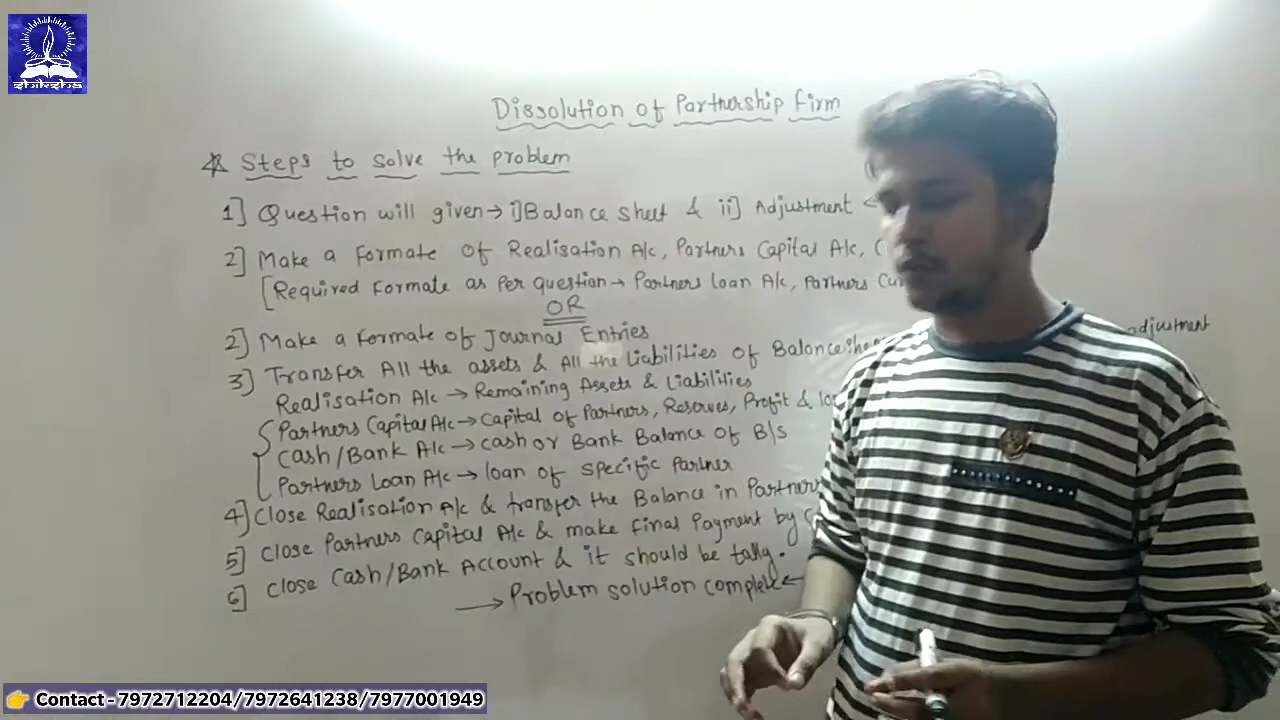 shiksha
Dissolution of Partnership Firm
☆ Steps to solve the problem
1] Question will given → i] Balance sheet & ii] Adjustment ←
2] Make a Formate of Realisation A/c, Partners Capital A/c, C
[Required Formate as per question → Partners Loan A/c, Partners Cu
OR
2] Make a Formate of Journal Entries
3] Transfer All the assets & All the Liabilities of Balance shee adjustment
Realisation A/c → Remaining Assets & Liabilities
Partners Capital A/c → Capital of Partners, Reserves, Profit & lo
Cash/Bank A/c → cash or Bank Balance of B/s
Partners Loan A/c → loan of specific Partner
4] Close Realisation A/c & transfer the Balance in Partners
5] Close Partners Capital A/c & make final Payment by C
6] Close Cash/Bank Account & it should be tally.
→ Problem solution complete ←
👉 Contact - 7972712204/7972641238/7977001949